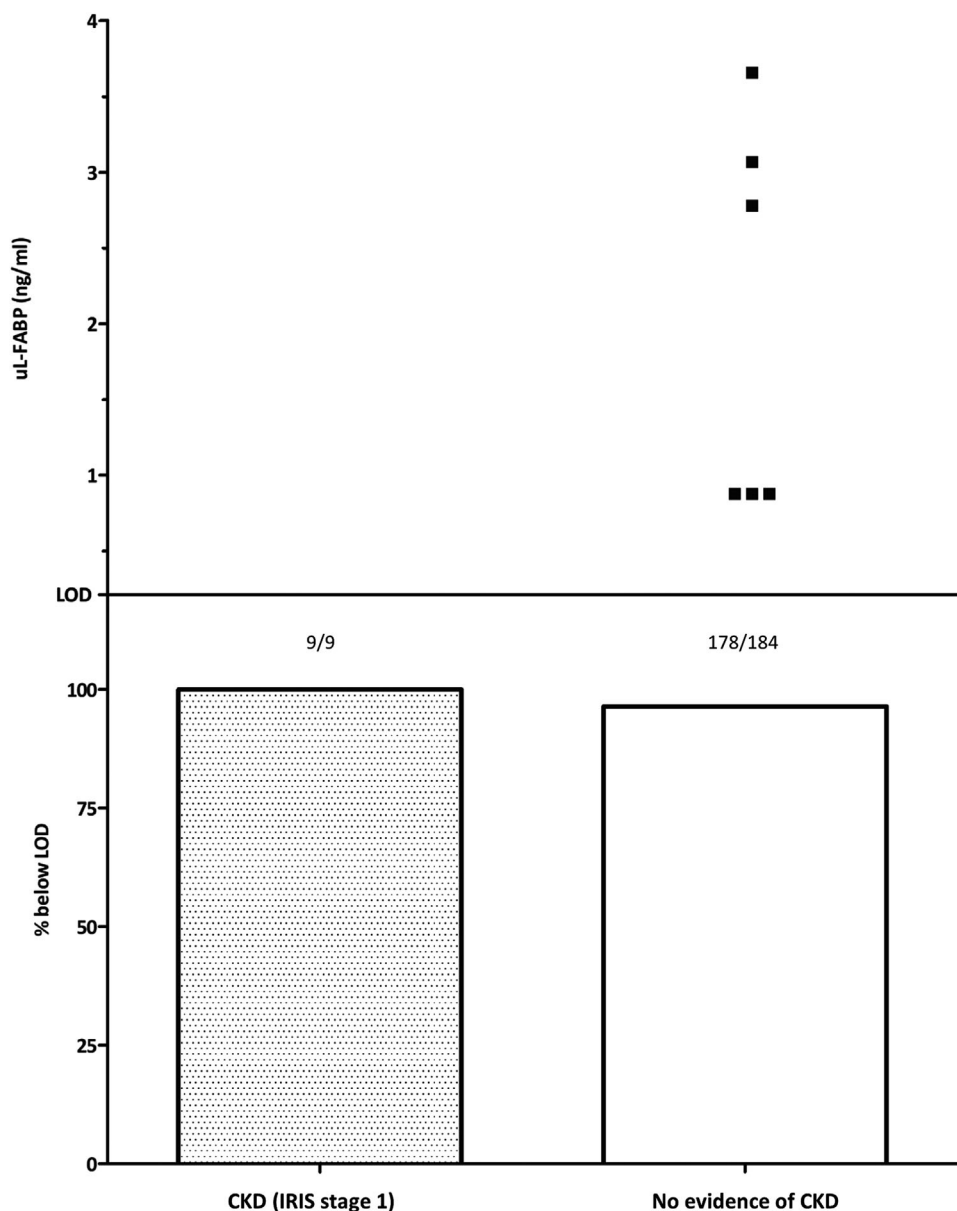 4
3
2
1
uL-FABP (ng/ml)
LOD
9/9
178/184
100
75
50
25
0
% below LOD
CKD (IRIS stage 1)
No evidence of CKD